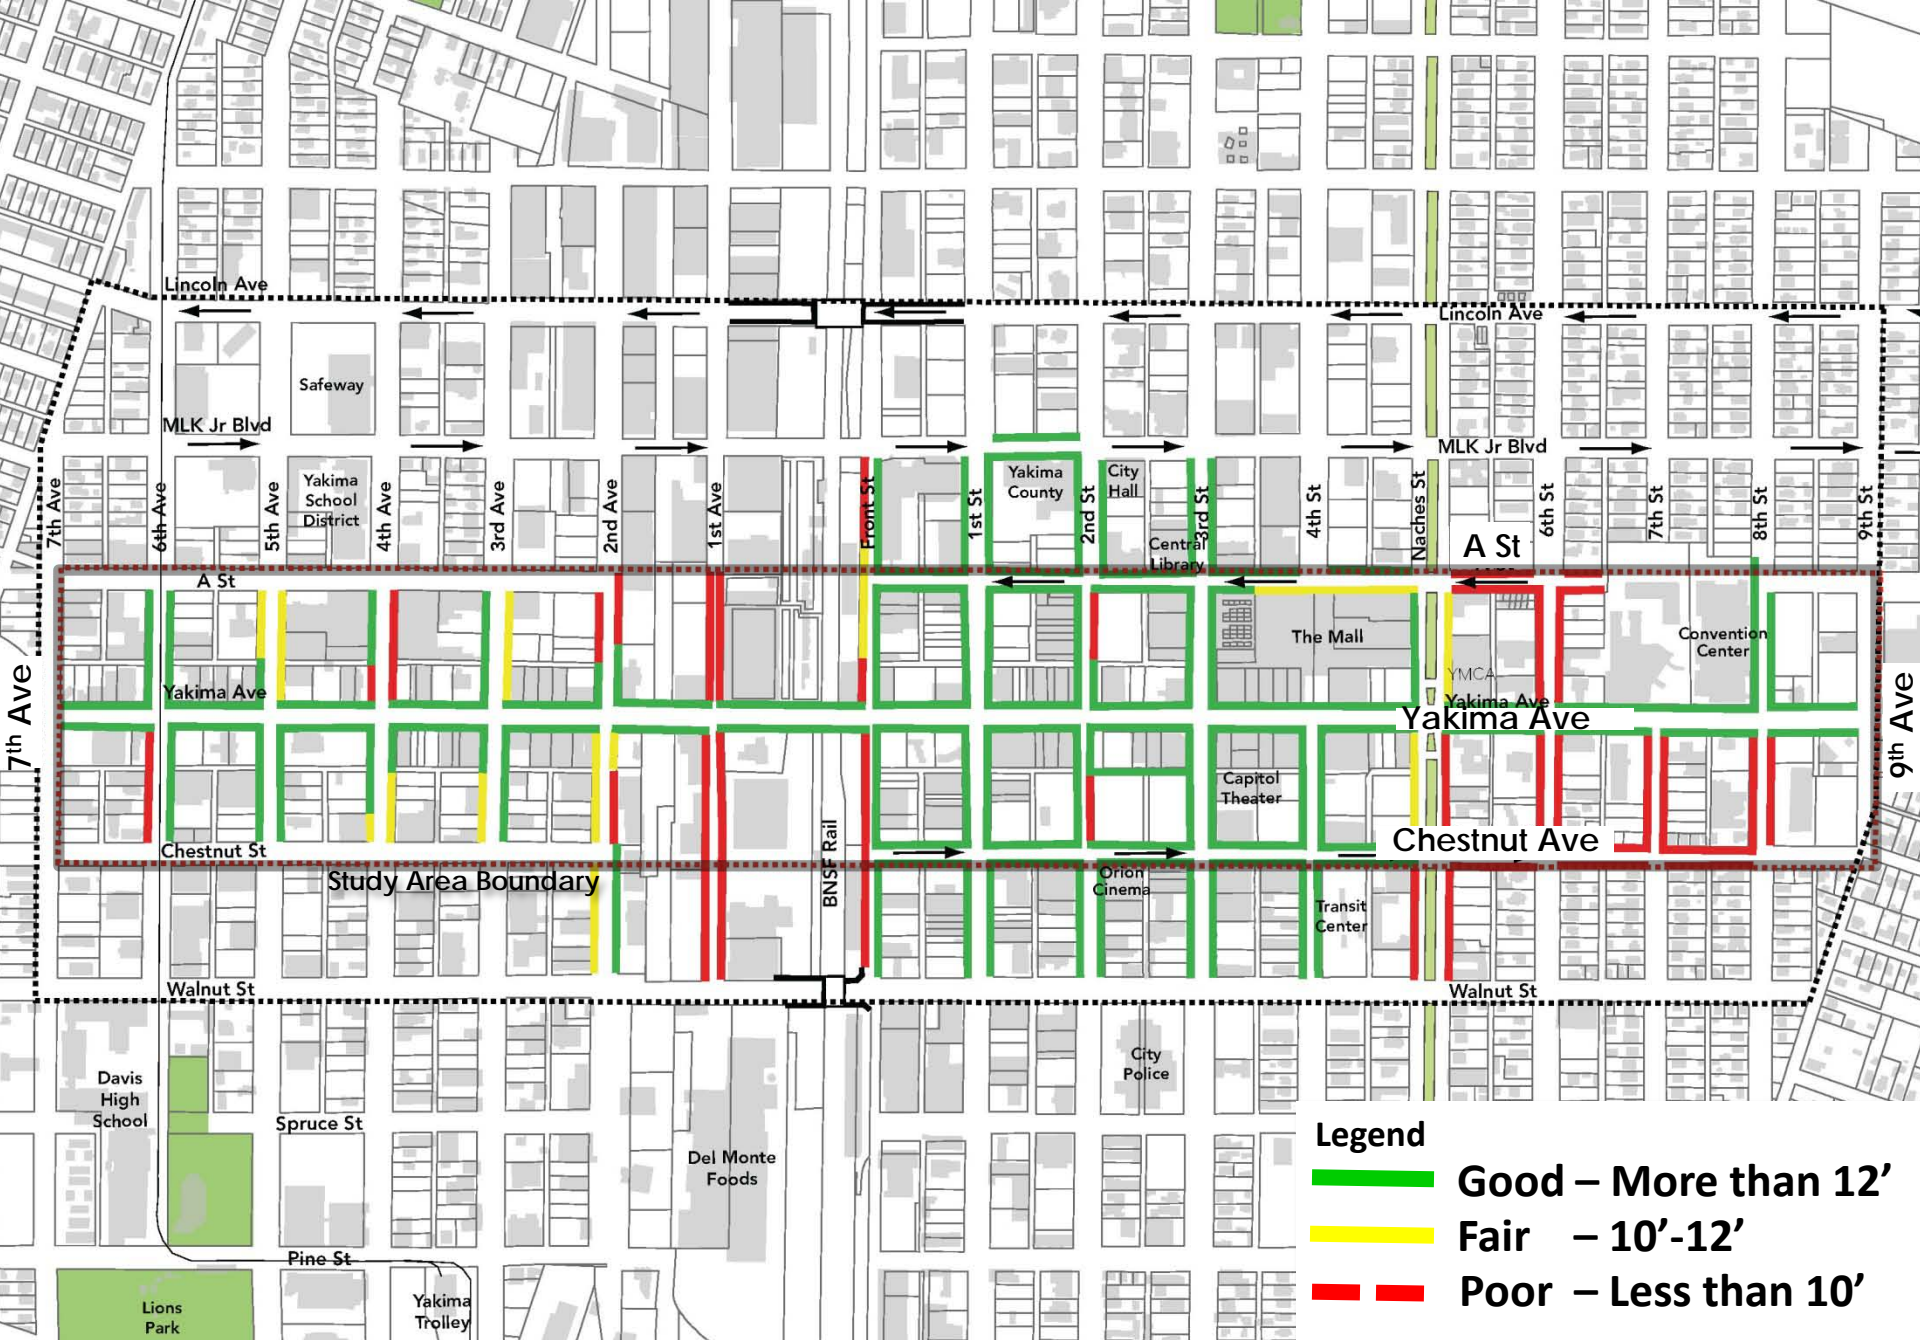 Lincoln Ave
Lincoln Ave
Safeway
MLK Jr Blvd
MLK Jr Blvd
7th Ave
6th Ave
5th Ave
Yakima
School
District
4th Ave
3rd Ave
2nd Ave
1st Ave
Front St
1st St
Yakima
County
2nd St
City
Hall
Central
Library
3rd St
4th St
Naches St
6th St
7th St
8th St
9th St
A St
A St
The Mall
Convention
Center
YMCA
Yakima Ave
Yakima Ave
Yakima Ave
7th Ave
9th Ave
Capitol
Theater
Chestnut St
Chestnut Ave
Study Area Boundary
BNSF Rail
Orion
Cinema
Transit
Center
Walnut St
Walnut St
Davis
High
School
City
Police
Spruce St
Del Monte
Foods
Pine St
Lions
Park
Yakima
Trolley
Legend
Good – More than 12’
Fair – 10’-12’
Poor – Less than 10’